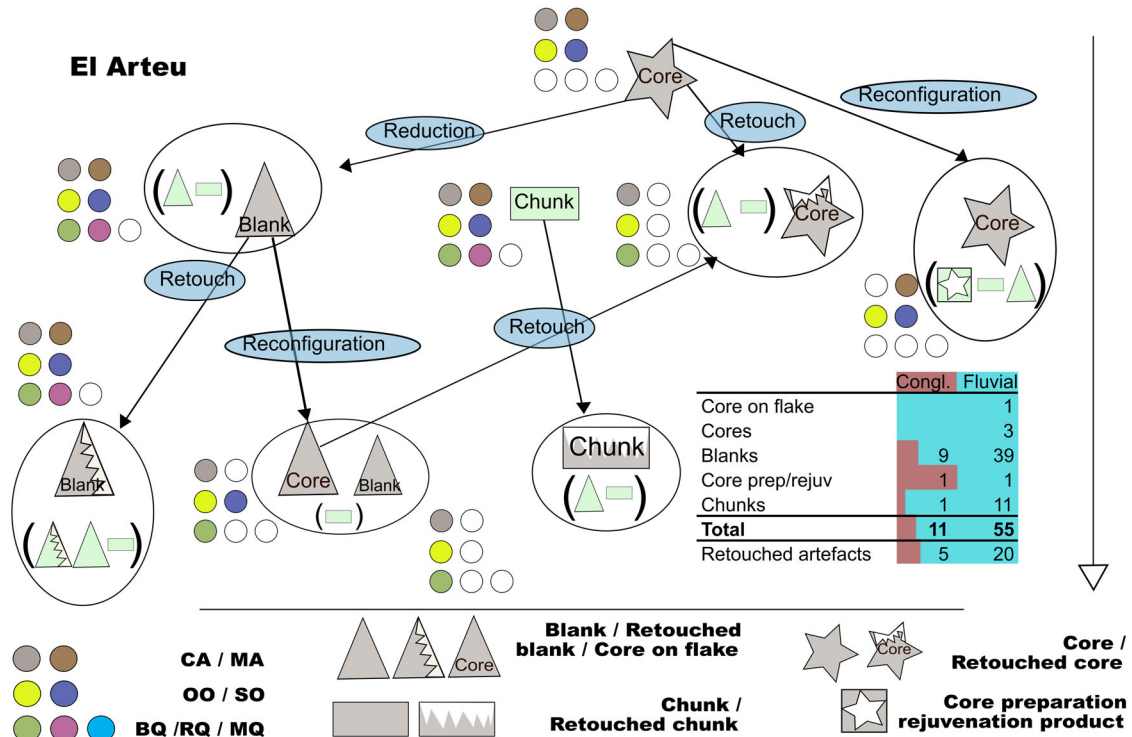 El Arteu
Core
Reconfiguration
Reduction
Retouch
Chunk
Core
Core
Blank
Retouch
Retouch
Reconfiguration
Congl. Fluvial
Core on flake 1
Cores 3
Blanks 9 39
Core prep/rejuv 1 1
Chunks 1 11
Total 11 55
Retouched artefacts 5 20
Chunk
Blank
Core
Blank
CA / MA
OO / SO
BQ /RQ / MQ
Core
Blank / Retouched
blank / Core on flake
Chunk /
Retouched chunk
Core
Core /
Retouched core
Core preparation
rejuvenation product